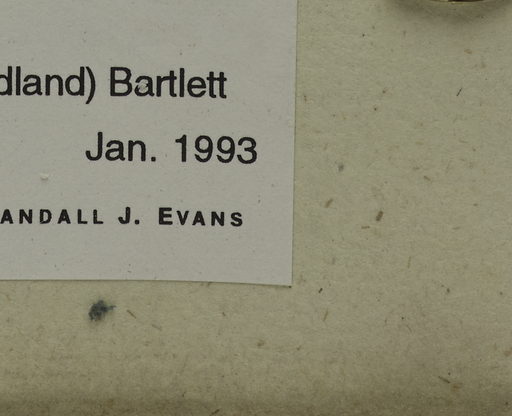 dland) Bartlett
Jan. 1993
ANDALL J. EVANS